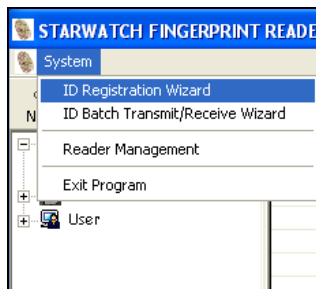 STARWATCH FINGERPRINT READE
System
ID Registration Wizard
N
ID Batch Transmit/Receive Wizard
Reader Management
Exit Program
User